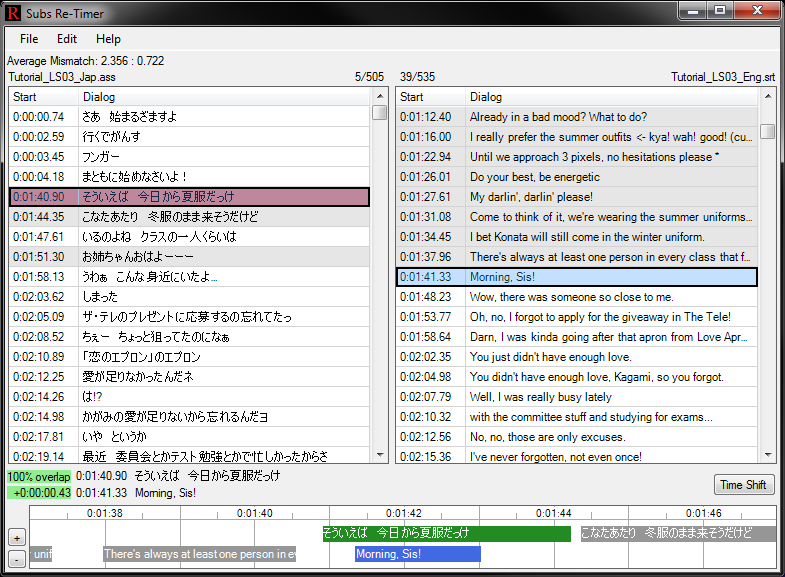 R Subs Re-Timer
File Edit Help
Average Mismatch: 2.356 : 0.722
Tutorial_LS03_Jap.ass 5/505
Start Dialog
0:00:00.74 さあ 始まるざますよ
0:00:02.59 行くでがんす
0:00:03.45 フンガー
0:00:04.18 まともに始めなさいよ!
0:01:40.90 そういえば 今日から夏服だっけ
0:01:44.35 こなたあたり 冬服のまま来そうだけど
0:01:47.61 いるのよね クラスの一人くらいは
0:01:51.30 お姉ちゃんおはよーーー
0:01:58.13 うわぁ こんな身近にいたよ…
0:02:03.62 しまった
0:02:05.09 ザ・テレのプレゼントに応募するの忘れてたっ
0:02:08.52 ちぇー ちょっと狙ってたのになぁ
0:02:10.89 「恋のエプロン」のエプロン
0:02:12.25 愛が足りなかったんだネ
0:02:14.26 は!?
0:02:14.98 かがみの愛が足りないから忘れるんだヨ
0:02:17.81 いや というか
0:02:19.14 最近 委員会とかテスト勉強とかで忙しかったからさ
39/535 Tutorial_LS03_Eng.srt
Start Dialog
0:01:12.40 Already in a bad mood? What to do?
0:01:16.00 I really prefer the summer outfits <- kya! wah! good! (cu...
0:01:22.94 Until we approach 3 pixels, no hesitations please *
0:01:26.01 Do your best, be energetic
0:01:27.61 My darlin', darlin' please!
0:01:31.08 Come to think of it, we're wearing the summer uniforms...
0:01:34.45 I bet Konata will still come in the winter uniform.
0:01:37.96 There's always at least one person in every class that f...
0:01:41.33 Morning, Sis!
0:01:48.23 Wow, there was someone so close to me.
0:01:53.77 Oh, no, I forgot to apply for the giveaway in The Tele!
0:01:58.64 Darn, I was kinda going after that apron from Love Apr...
0:02:02.35 You just didn't have enough love.
0:02:04.98 You didn't have enough love, Kagami, so you forgot.
0:02:07.79 Well, I was really busy lately
0:02:10.32 with the committee stuff and studying for exams...
0:02:12.56 No, no, those are only excuses.
0:02:15.36 I've never forgotten, not even once!
100% overlap 0:01:40.90 そういえば 今日から夏服だっけ
+0:00:00.43 0:01:41.33 Morning, Sis!
Time Shift
0:01:38 0:01:40 0:01:42 0:01:44 0:01:46
そういえば 今日から夏服だっけ こなたあたり 冬服のまま来そうだけど
+
unif There's always at least one person in ev Morning, Sis!
-